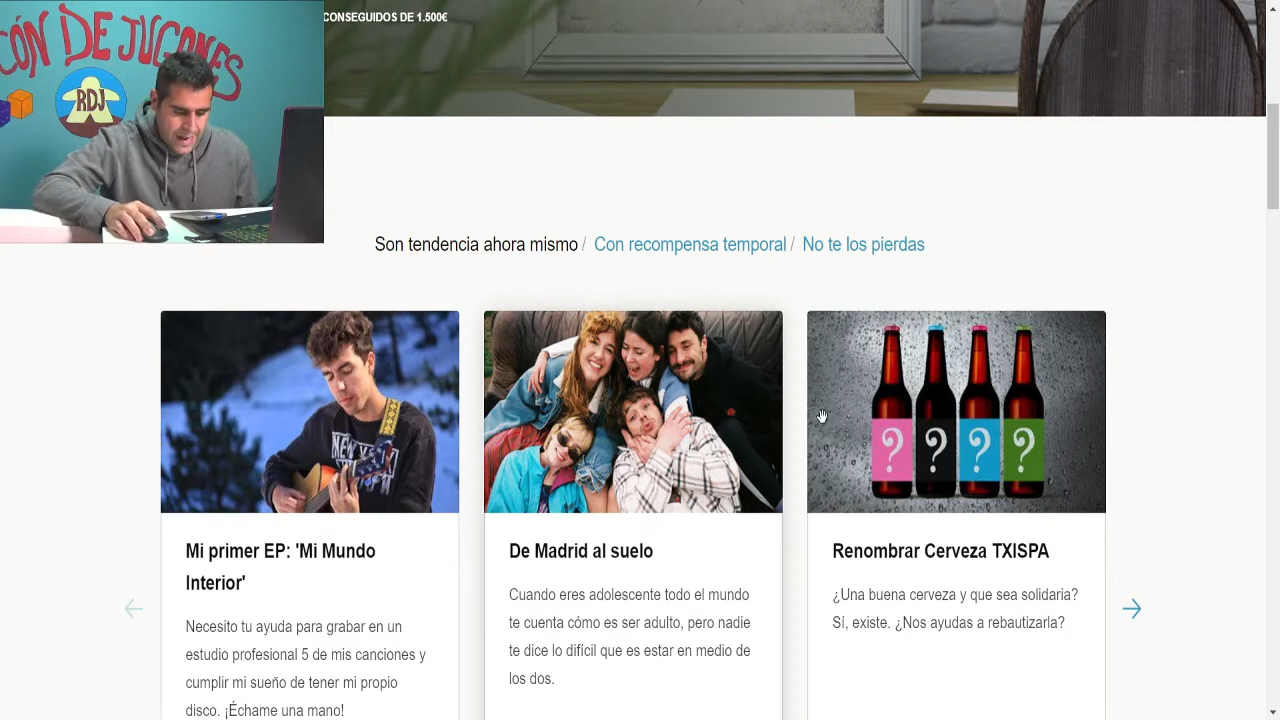 CÓN DE JUGONES
RDJ
CONSEGUIDOS DE 1.500€
Son tendencia ahora mismo / Con recompensa temporal / No te los pierdas
NEW
? ? ? ?
Mi primer EP: 'Mi Mundo
Interior'
Necesito tu ayuda para grabar en un
estudio profesional 5 de mis canciones y
cumplir mi sueño de tener mi propio
disco. ¡Échame una mano!
De Madrid al suelo
Cuando eres adolescente todo el mundo
te cuenta cómo es ser adulto, pero nadie
te dice lo difícil que es estar en medio de
los dos.
Renombrar Cerveza TXISPA
¿Una buena cerveza y que sea solidaria?
Sí, existe. ¿Nos ayudas a rebautizarla?